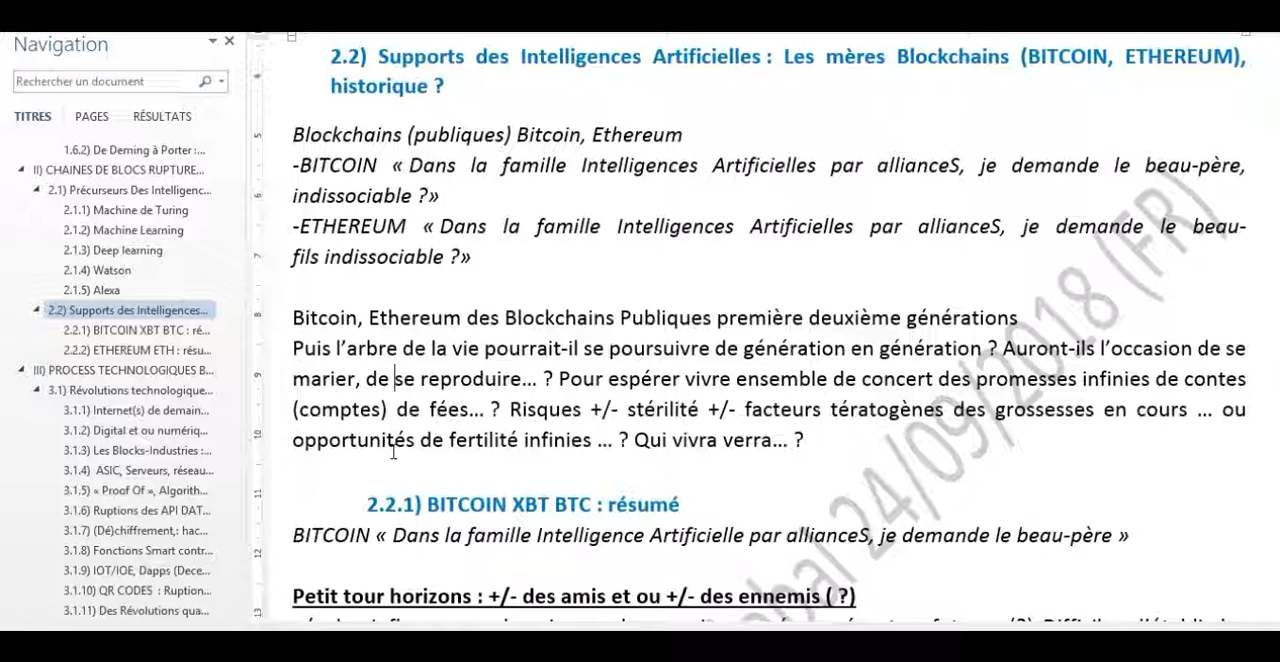 Navigation
Rechercher un document
TITRES PAGES RÉSULTATS
1.6.2) De Deming à Porter :...
II) CHAINES DE BLOCS RUPTURE...
2.1) Précurseurs Des Intelligenc...
2.1.1) Machine de Turing
2.1.2) Machine Learning
2.1.3) Deep learning
2.1.4) Watson
2.1.5) Alexa
2.2) Supports des Intelligences...
2.2.1) BITCOIN XBT BTC : ré...
2.2.2) ETHEREUM ETH : résu...
III) PROCESS TECHNOLOGIQUES B...
3.1) Révolutions technologique...
3.1.1) Internet(s) de demain...
3.1.2) Digital et ou numériq...
3.1.3) Les Blocks-Industries :...
3.1.4) ASIC, Serveurs, réseau...
3.1.5) « Proof Of », Algorith...
3.1.6) Ruptions des API DAT...
3.1.7) (Dé)chiffrement,: hac...
3.1.8) Fonctions Smart contr...
3.1.9) IOT/IOE, Dapps (Dece...
3.1.10) QR CODES : Ruption...
3.1.11) Des Révolutions qua...
2.2) Supports des Intelligences Artificielles : Les mères Blockchains (BITCOIN, ETHEREUM),
historique ?
Blockchains (publiques) Bitcoin, Ethereum
-BITCOIN « Dans la famille Intelligences Artificielles par allianceS, je demande le beau-père,
indissociable ?»
-ETHEREUM « Dans la famille Intelligences Artificielles par allianceS, je demande le beau-
fils indissociable ?»
Bitcoin, Ethereum des Blockchains Publiques première deuxième générations
Puis l'arbre de la vie pourrait-il se poursuivre de génération en génération ? Auront-ils l'occasion de se
marier, de se reproduire... ? Pour espérer vivre ensemble de concert des promesses infinies de contes
(comptes) de fées... ? Risques +/- stérilité +/- facteurs tératogènes des grossesses en cours ... ou
opportunités de fertilité infinies ... ? Qui vivra verra... ?
2.2.1) BITCOIN XBT BTC : résumé
BITCOIN « Dans la famille Intelligence Artificielle par allianceS, je demande le beau-père »
Petit tour horizons : +/- des amis et ou +/- des ennemis ( ?)
24/09/2018 (FR)